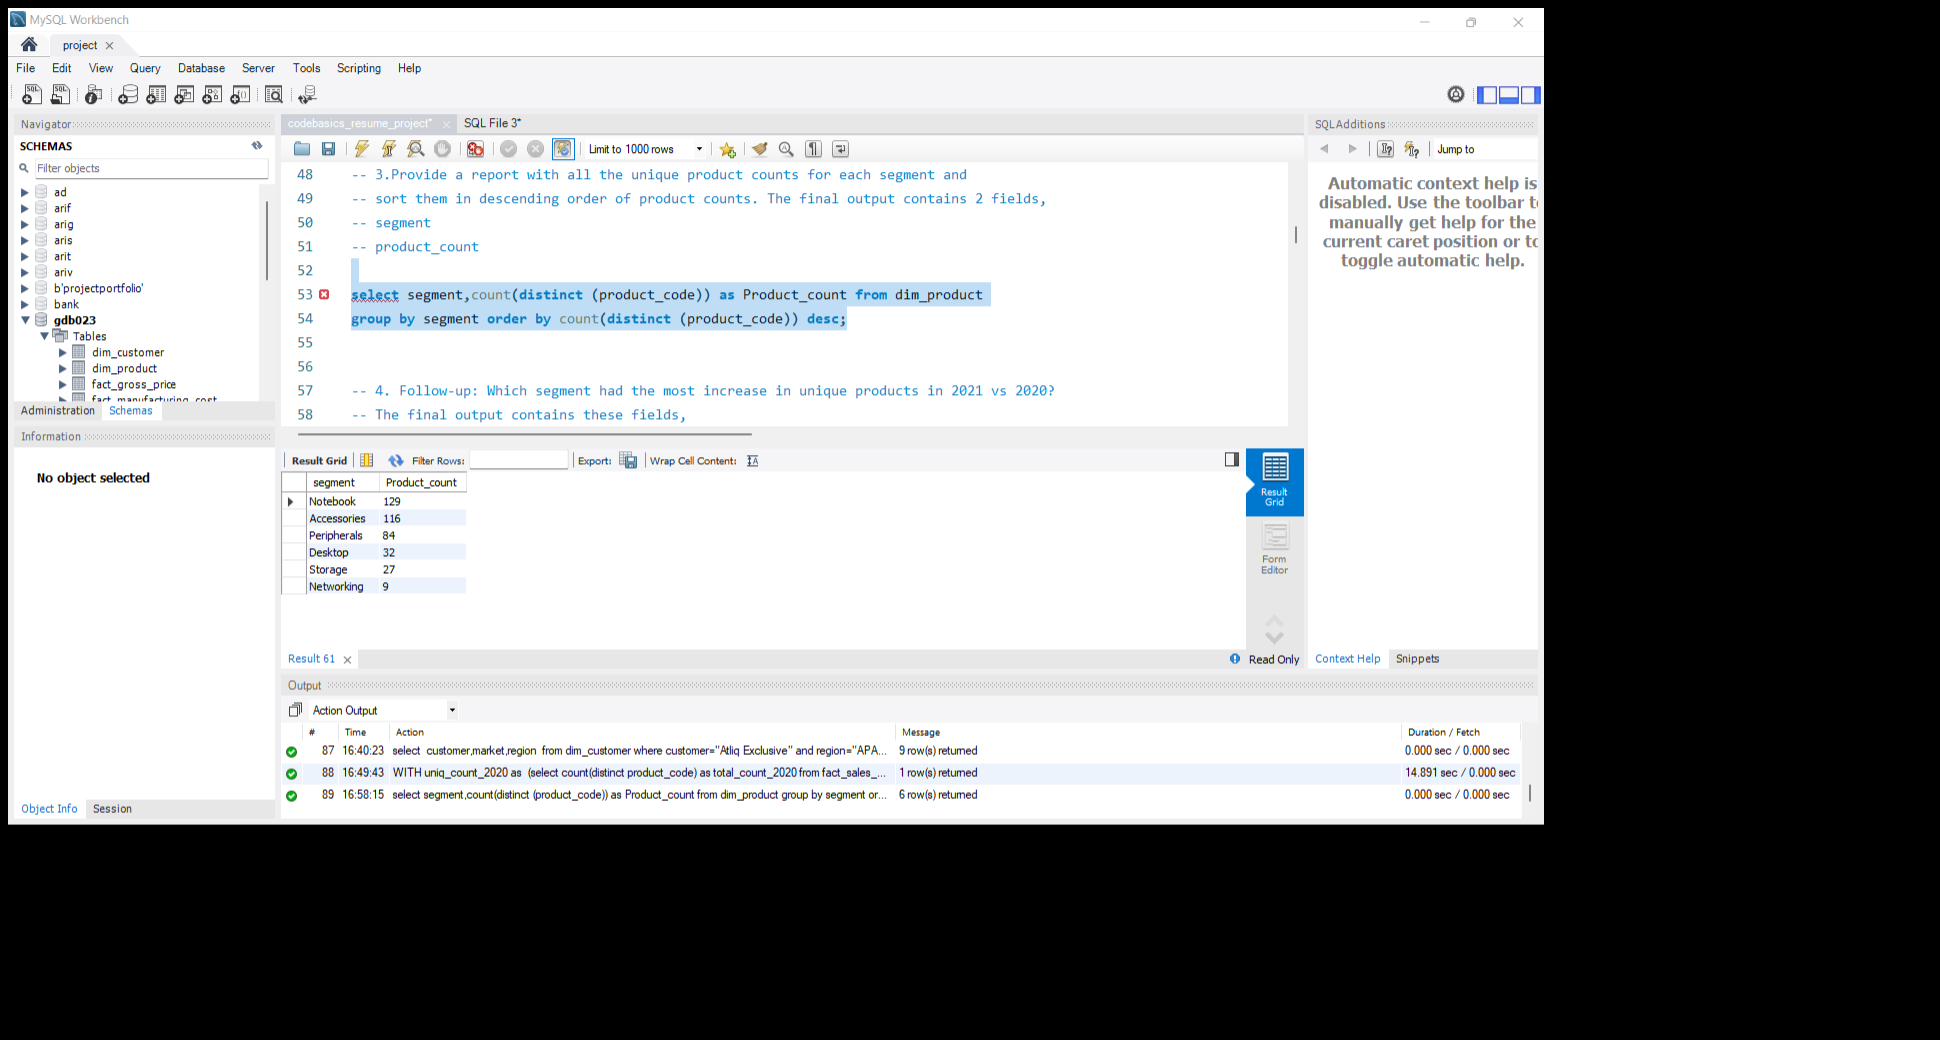 MySQL Workbench
project
File Edit View Query Database Server Tools Scripting Help
Navigator
SCHEMAS
Filter objects
ad
arif
arig
aris
arit
ariv
b'projectportfolio'
bank
gdb023
Tables
dim_customer
dim_product
fact_gross_price
fact_manufacturing_cost
Administration Schemas
Information
No object selected
Object Info Session
codebasics_resume_project* SQL File 3*
Limit to 1000 rows
48 -- 3.Provide a report with all the unique product counts for each segment and
49 -- sort them in descending order of product counts. The final output contains 2 fields,
50 -- segment
51 -- product_count
52
53 select segment,count(distinct (product_code)) as Product_count from dim_product
54 group by segment order by count(distinct (product_code)) desc;
55
56
57 -- 4. Follow-up: Which segment had the most increase in unique products in 2021 vs 2020?
58 -- The final output contains these fields,
Result Grid Filter Rows: Export: Wrap Cell Content:
segment Product_count
Notebook 129
Accessories 116
Peripherals 84
Desktop 32
Storage 27
Networking 9
Result Grid
Form Editor
Result 61
Read Only
SQLAdditions
Jump to
Automatic context help is
disabled. Use the toolbar to
manually get help for the
current caret position or to
toggle automatic help.
Context Help Snippets
Output
Action Output
# Time Action Message Duration / Fetch
87 16:40:23 select customer,market,region from dim_customer where customer="Atliq Exclusive" and region="APA... 9 row(s) returned 0.000 sec / 0.000 sec
88 16:49:43 WITH uniq_count_2020 as (select count(distinct product_code) as total_count_2020 from fact_sales_... 1 row(s) returned 14.891 sec / 0.000 sec
89 16:58:15 select segment,count(distinct (product_code)) as Product_count from dim_product group by segment or... 6 row(s) returned 0.000 sec / 0.000 sec